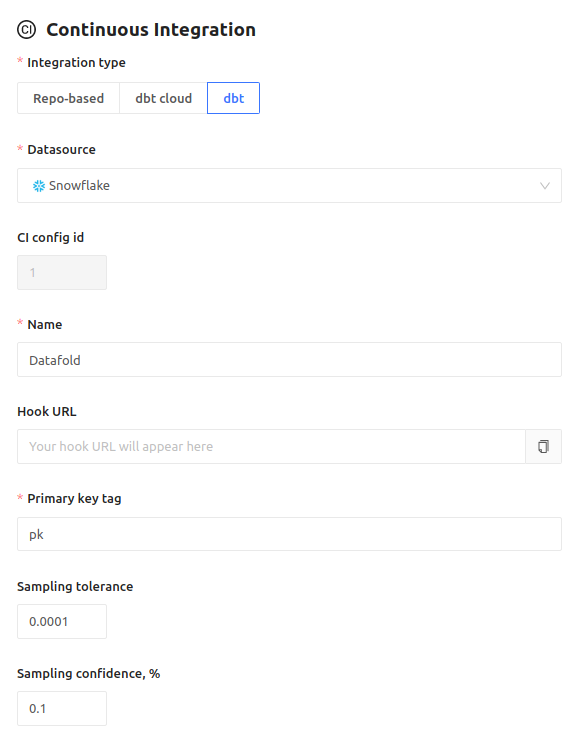 CI Continuous Integration
* Integration type
Repo-based dbt cloud dbt
* Datasource
Snowflake
CI config id
1
* Name
Datafold
Hook URL
Your hook URL will appear here
* Primary key tag
pk
Sampling tolerance
0.0001
Sampling confidence, %
0.1